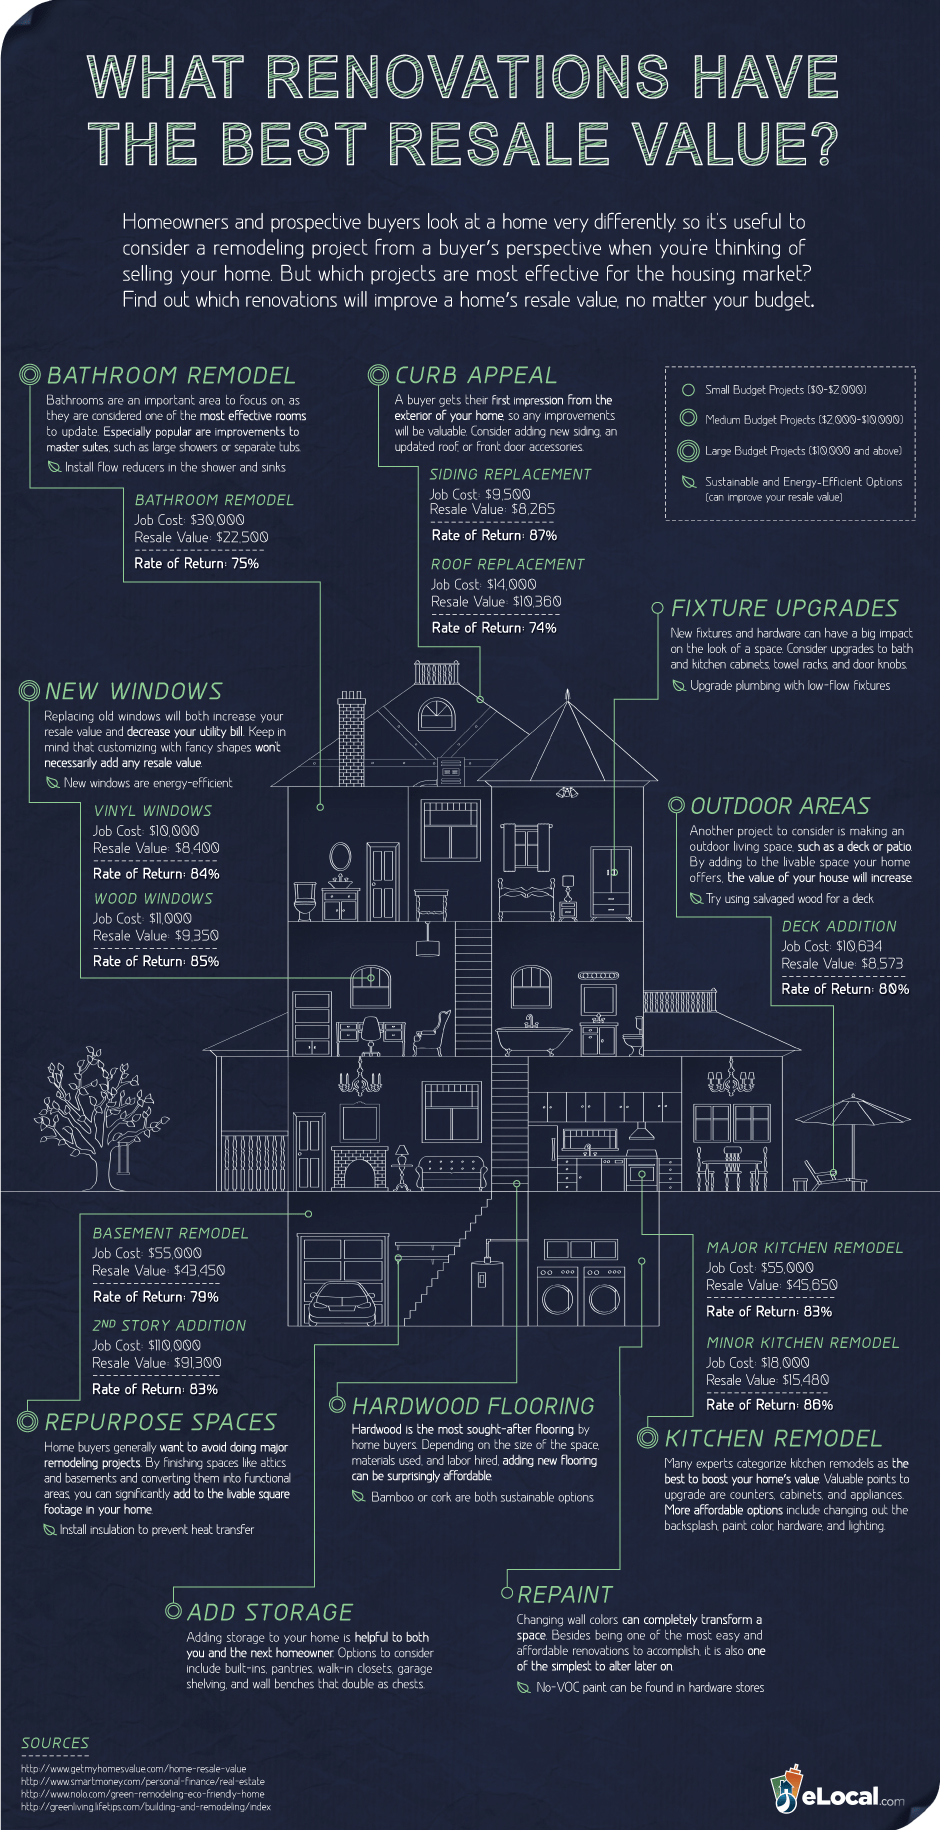 WHAT RENOVATIONS HAVE
THE BEST RESALE VALUE?
Homeowners and prospective buyers look at a home very differently, so it's useful to
consider a remodeling project from a buyer's perspective when you're thinking of
selling your home. But which projects are most effective for the housing market?
Find out which renovations will improve a home's resale value, no matter your budget.
BATHROOM REMODEL
Bathrooms are an important area to focus on, as
they are considered one of the most effective rooms
to update. Especially popular are improvements to
master suites, such as large showers or separate tubs.
Install flow reducers in the shower and sinks
BATHROOM REMODEL
Job Cost: $30,000
Resale Value: $22,500
Rate of Return: 75%
CURB APPEAL
A buyer gets their first impression from the
exterior of your home, so any improvements
will be valuable. Consider adding new siding, an
updated roof, or front door accessories.
SIDING REPLACEMENT
Job Cost: $9,500
Resale Value: $8,265
Rate of Return: 87%
ROOF REPLACEMENT
Job Cost: $14,000
Resale Value: $10,360
Rate of Return: 74%
Small Budget Projects ($0-$2,000)
Medium Budget Projects ($2,000-$10,000)
Large Budget Projects ($10,000 and above)
Sustainable and Energy-Efficient Options
(can improve your resale value)
FIXTURE UPGRADES
New fixtures and hardware can have a big impact
on the look of a space. Consider upgrades to bath
and kitchen cabinets, towel racks, and door knobs.
Upgrade plumbing with low-flow fixtures
NEW WINDOWS
Replacing old windows will both increase your
resale value and decrease your utility bill. Keep in
mind that customizing with fancy shapes won't
necessarily add any resale value.
New windows are energy-efficient
VINYL WINDOWS
Job Cost: $10,000
Resale Value: $8,400
Rate of Return: 84%
WOOD WINDOWS
Job Cost: $11,000
Resale Value: $9,350
Rate of Return: 85%
OUTDOOR AREAS
Another project to consider is making an
outdoor living space, such as a deck or patio.
By adding to the livable space your home
offers, the value of your house will increase.
Try using salvaged wood for a deck
DECK ADDITION
Job Cost: $10,634
Resale Value: $8,573
Rate of Return: 80%
BASEMENT REMODEL
Job Cost: $55,000
Resale Value: $43,450
Rate of Return: 79%
2ND STORY ADDITION
Job Cost: $110,000
Resale Value: $91,300
Rate of Return: 83%
REPURPOSE SPACES
Home buyers generally want to avoid doing major
remodeling projects. By finishing spaces like attics
and basements and converting them into functional
areas, you can significantly add to the livable square
footage in your home.
Install insulation to prevent heat transfer
HARDWOOD FLOORING
Hardwood is the most sought-after flooring by
home buyers. Depending on the size of the space,
materials used, and labor hired, adding new flooring
can be surprisingly affordable.
Bamboo or cork are both sustainable options
MAJOR KITCHEN REMODEL
Job Cost: $55,000
Resale Value: $45,650
Rate of Return: 83%
MINOR KITCHEN REMODEL
Job Cost: $18,000
Resale Value: $15,480
Rate of Return: 86%
KITCHEN REMODEL
Many experts categorize kitchen remodels as the
best to boost your home's value. Valuable points to
upgrade are counters, cabinets, and appliances.
More affordable options include changing out the
backsplash, paint color, hardware, and lighting.
ADD STORAGE
Adding storage to your home is helpful to both
you and the next homeowner. Options to consider
include built-ins, pantries, walk-in closets, garage
shelving, and wall benches that double as chests.
REPAINT
Changing wall colors can completely transform a
space. Besides being one of the most easy and
affordable renovations to accomplish, it is also one
of the simplest to alter later on.
No-VOC paint can be found in hardware stores
SOURCES
http://www.getmyhomesvalue.com/home-resale-value
http://www.smartmoney.com/personal-finance/real-estate
http://www.nolo.com/green-remodeling-eco-friendly-home
http://greenliving.lifetips.com/building-and-remodeling/index
eLocal.com